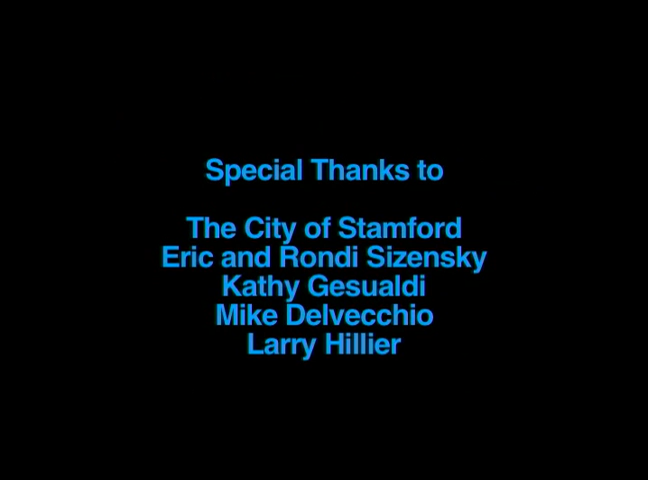 Special Thanks to
The City of Stamford
Eric and Rondi Sizensky
Kathy Gesualdi
Mike Delvecchio
Larry Hillier